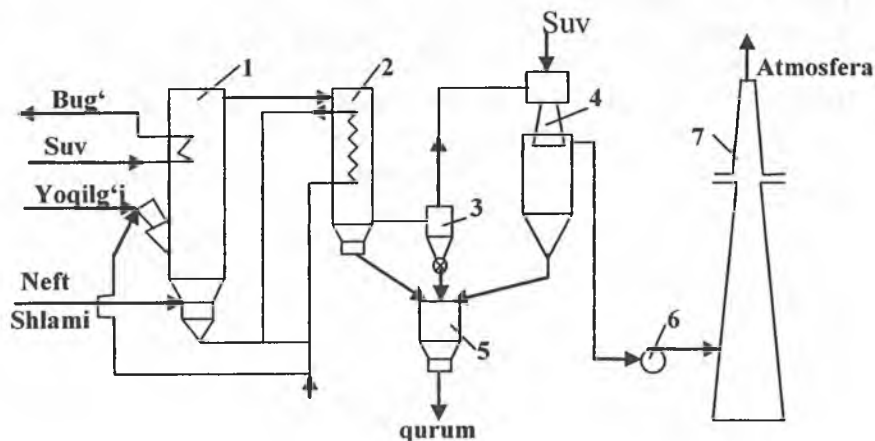 Suv
1
2
Atmosfera
Bug‘
4
7
Suv
Yoqilg‘i
3
Neft
Shlami
5
6
qurum